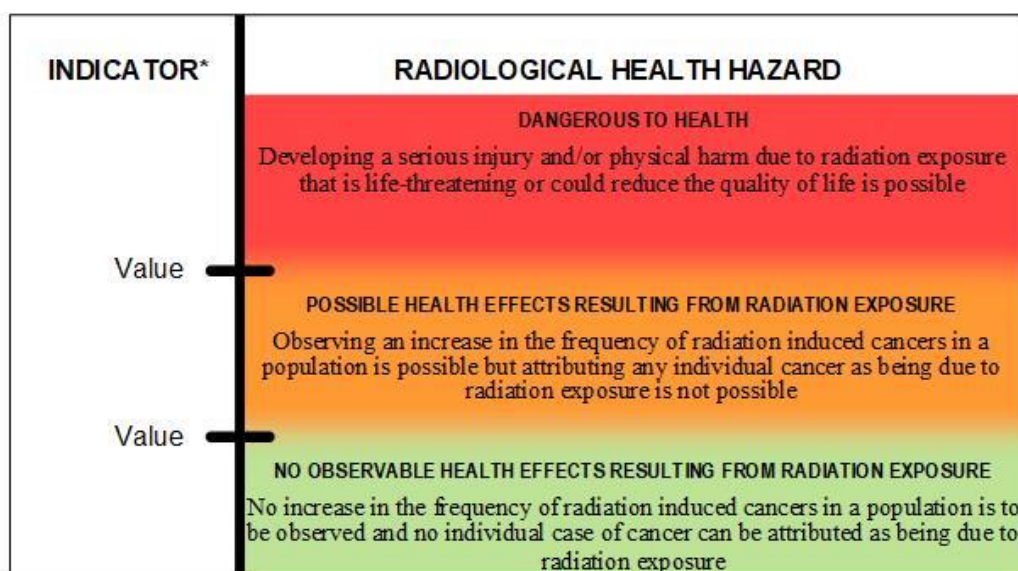 INDICATOR*
RADIOLOGICAL HEALTH HAZARD
DANGEROUS TO HEALTH
Developing a serious injury and/or physical harm due to radiation exposure
that is life-threatening or could reduce the quality of life is possible
Value
POSSIBLE HEALTH EFFECTS RESULTING FROM RADIATION EXPOSURE
Observing an increase in the frequency of radiation induced cancers in a
population is possible but attributing any individual cancer as being due to
radiation exposure is not possible
Value
NO OBSERVABLE HEALTH EFFECTS RESULTING FROM RADIATION EXPOSURE
No increase in the frequency of radiation induced cancers in a population is to
be observed and no individual case of cancer can be attributed as being due to
radiation exposure